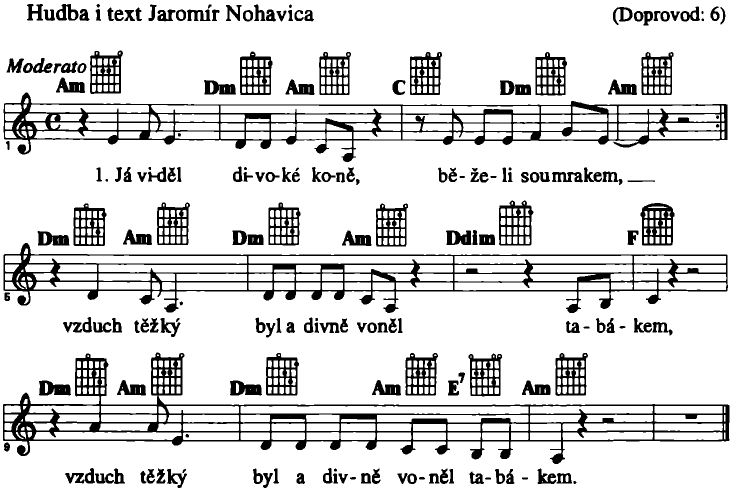 Hudba i text Jaromír Nohavica (Doprovod: 6)
Moderato
Am Dm Am C Dm Am
1
1. Já vi-děl di-vo-ké ko-ně, bě-že-li soumrakem,
Dm Am Dm Am Ddim F
5
vzduch těžký byl a divně voněl ta-bá-kem,
Dm Am Dm Am E7 Am
9
vzduch těžký byl a div-ně vo-něl ta-bá-kem.